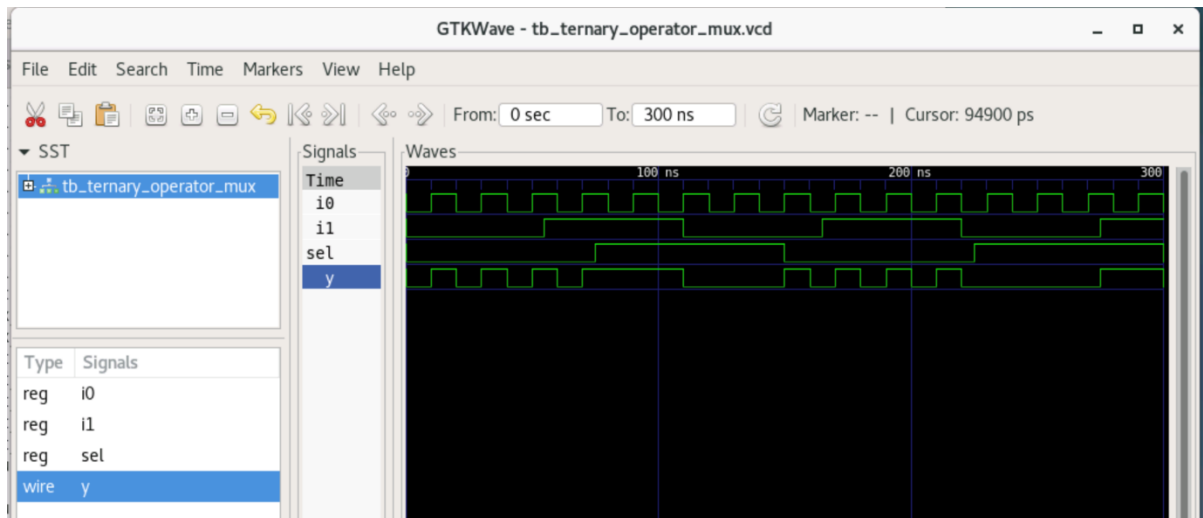 GTKWave - tb_ternary_operator_mux.vcd
File Edit Search Time Markers View Help
From: 0 sec To: 300 ns Marker: -- | Cursor: 94900 ps
SST
tb_ternary_operator_mux
Signals
Time
i0
i1
sel
y
Waves
0 100 ns 200 ns 300
Type Signals
reg i0
reg i1
reg sel
wire y